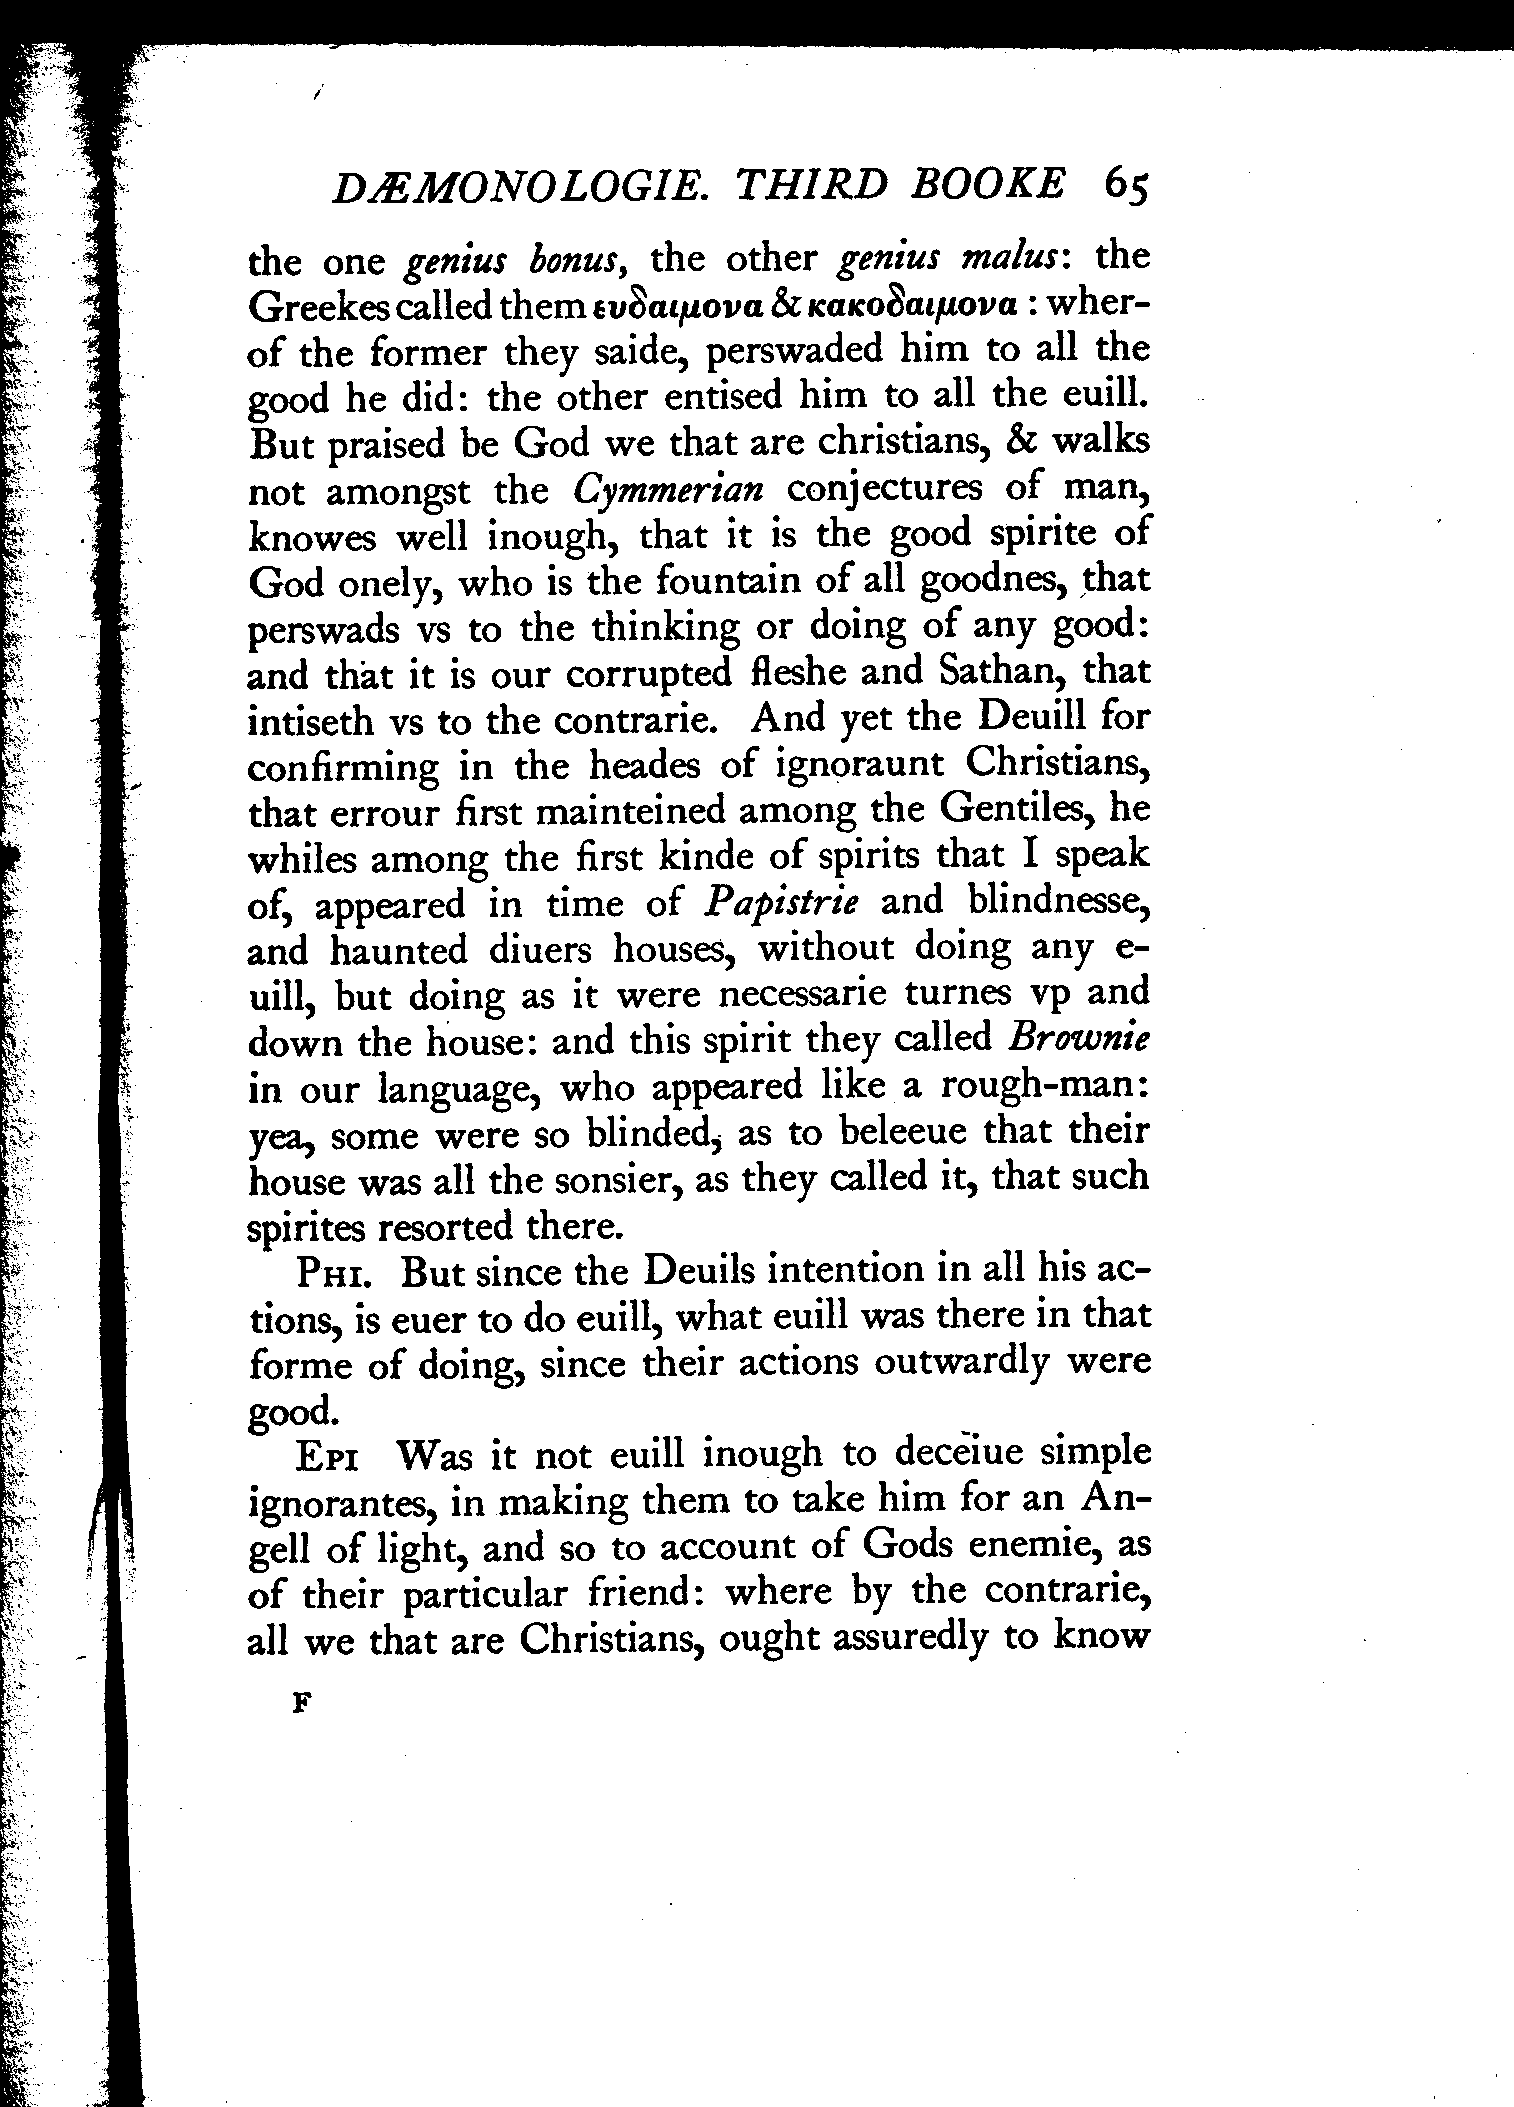 DÆMONOLOGIE. THIRD BOOKE 65
the one genius bonus, the other genius malus: the
Greekes called them ευδαιμονα & κακοδαιμονα : wher-
of the former they saide, perswaded him to all the
good he did: the other entised him to all the euill.
But praised be God we that are christians, & walks
not amongst the Cymmerian conjectures of man,
knowes well inough, that it is the good spirite of
God onely, who is the fountain of all goodnes, that
perswads vs to the thinking or doing of any good:
and that it is our corrupted fleshe and Sathan, that
intiseth vs to the contrarie. And yet the Deuill for
confirming in the heades of ignoraunt Christians,
that errour first mainteined among the Gentiles, he
whiles among the first kinde of spirits that I speak
of, appeared in time of Papistrie and blindnesse,
and haunted diuers houses, without doing any e-
uill, but doing as it were necessarie turnes vp and
down the house: and this spirit they called Brownie
in our language, who appeared like a rough-man:
yea, some were so blinded, as to beleeue that their
house was all the sonsier, as they called it, that such
spirites resorted there.
PHI. But since the Deuils intention in all his ac-
tions, is euer to do euill, what euill was there in that
forme of doing, since their actions outwardly were
good.
EPI Was it not euill inough to deceiue simple
ignorantes, in making them to take him for an An-
gell of light, and so to account of Gods enemie, as
of their particular friend: where by the contrarie,
all we that are Christians, ought assuredly to know
F